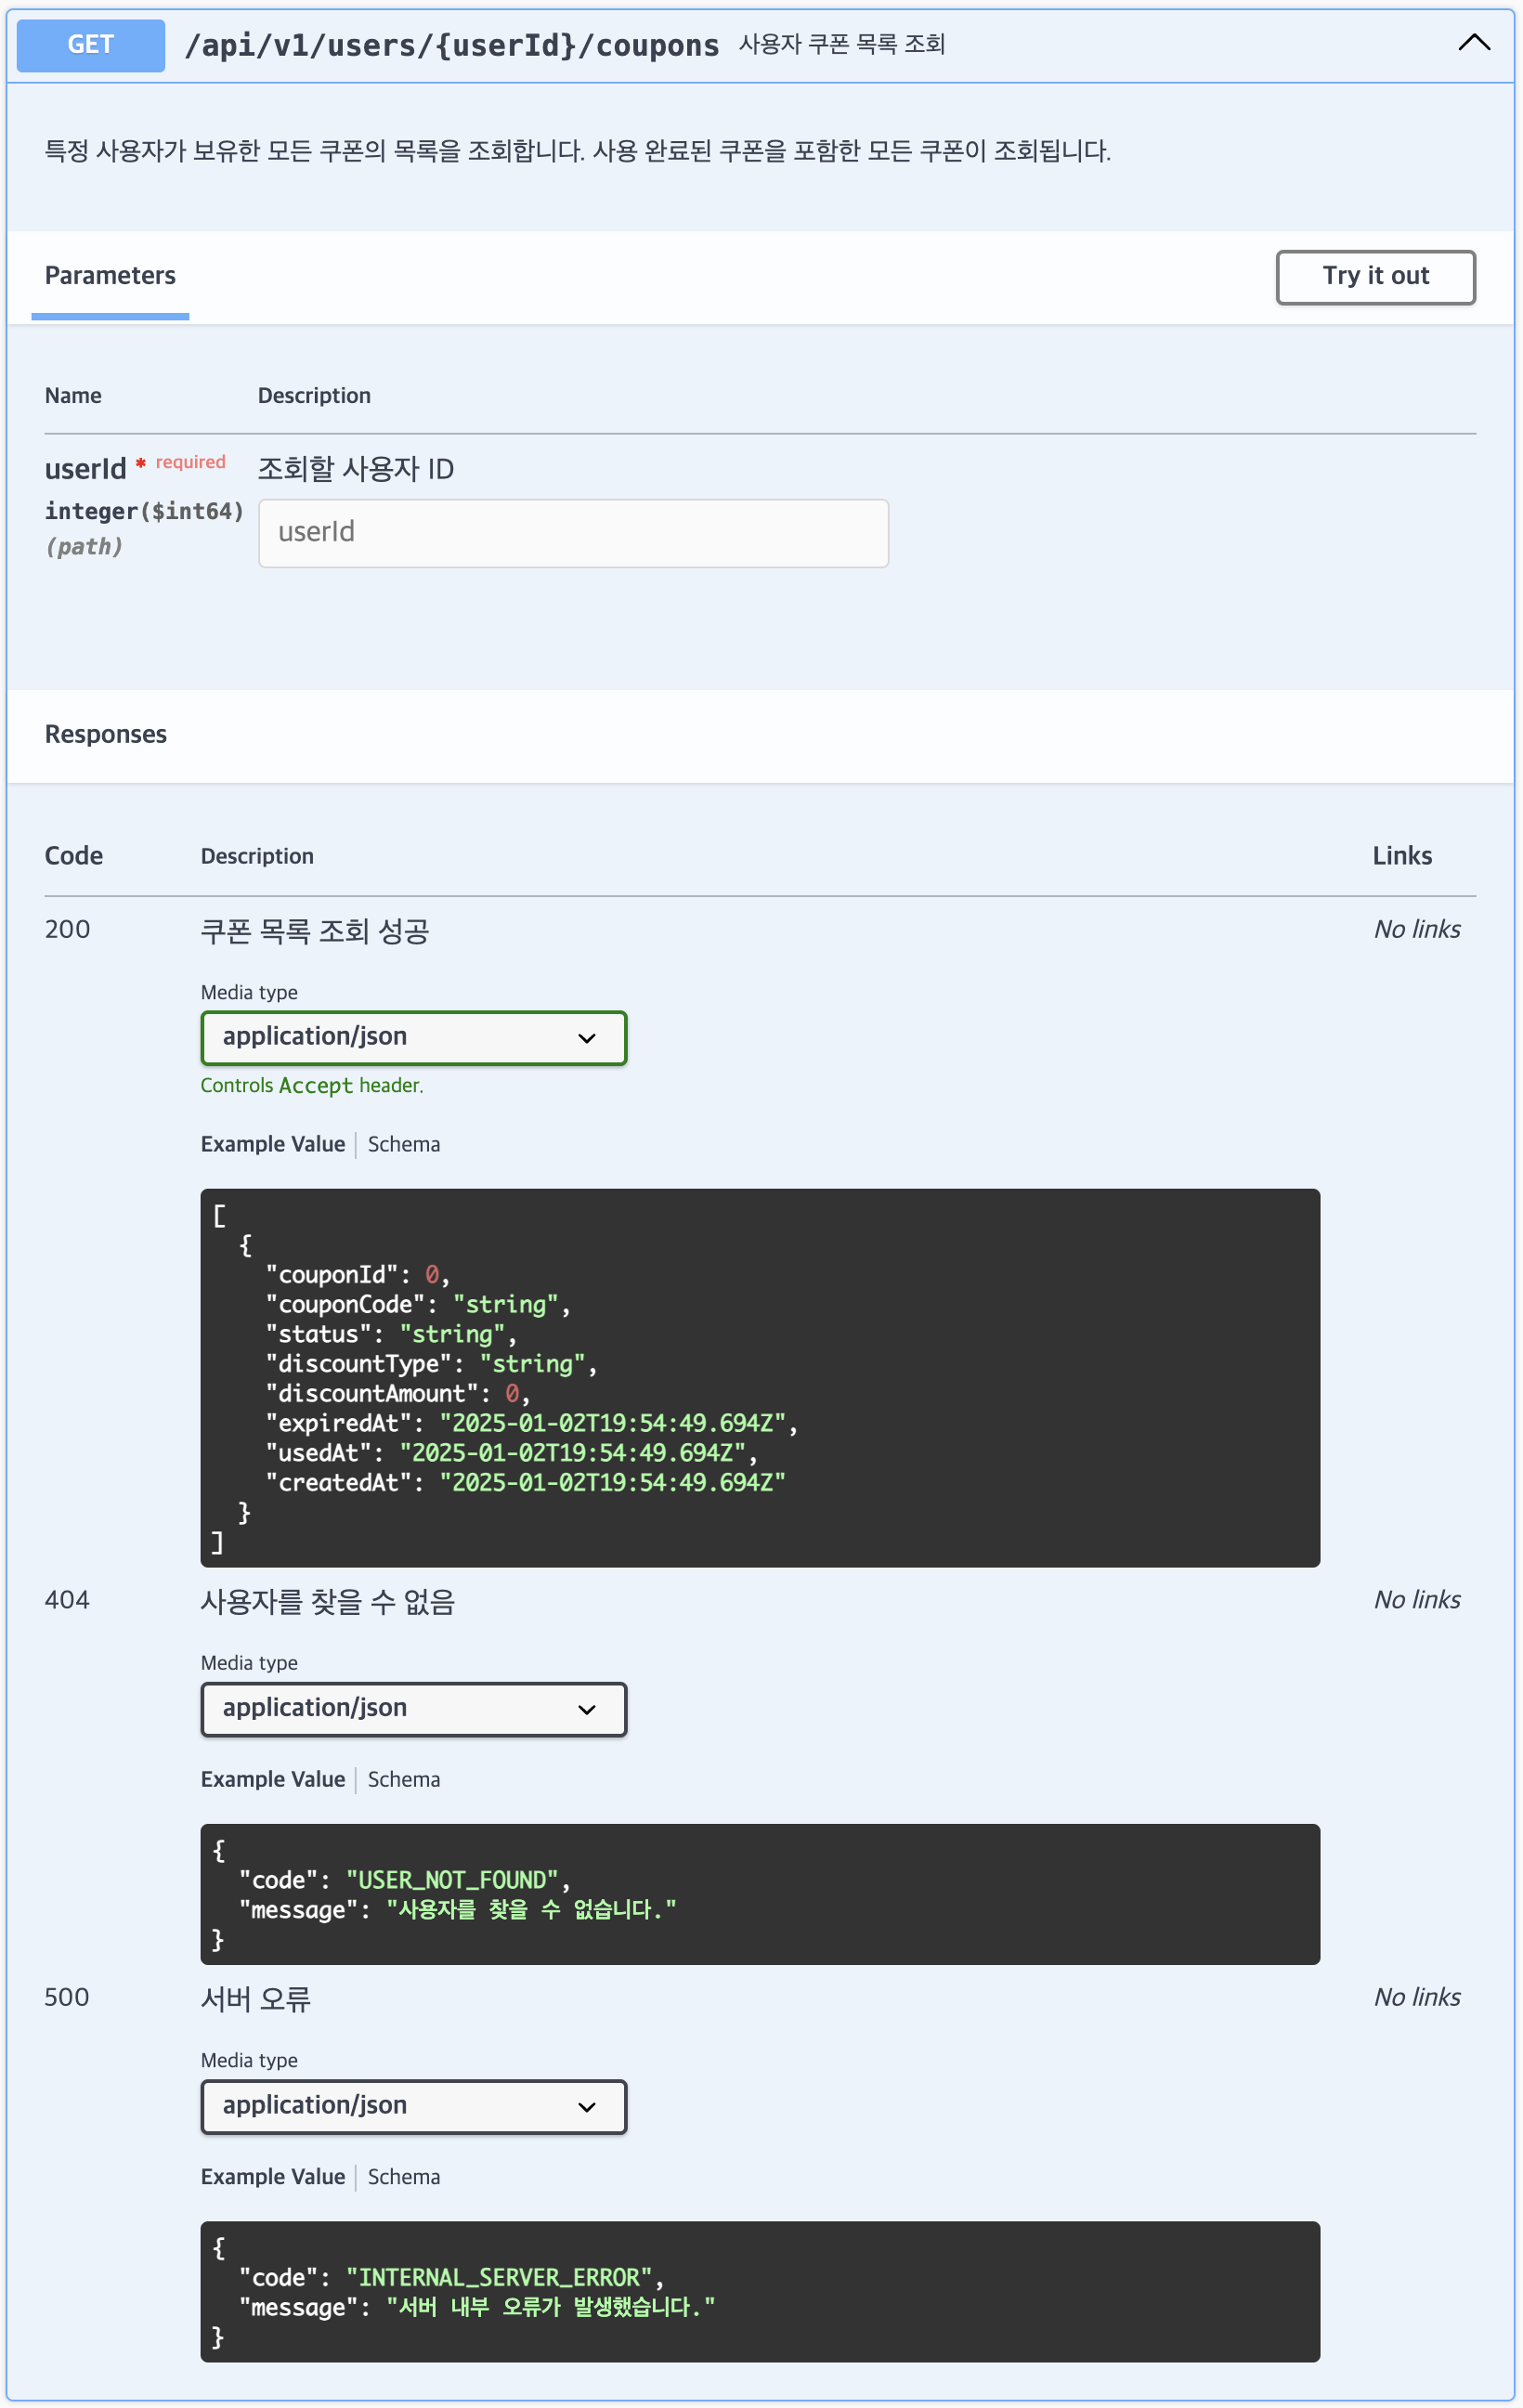 GET /api/v1/users/{userId}/coupons 사용자 쿠폰 목록 조회
특정 사용자가 보유한 모든 쿠폰의 목록을 조회합니다. 사용 완료된 쿠폰을 포함한 모든 쿠폰이 조회됩니다.
Parameters Try it out
Name Description
userId * required 조회할 사용자 ID
integer($int64) userId
(path)
Responses
Code Description Links
200 쿠폰 목록 조회 성공 No links
Media type
application/json
Controls Accept header.
Example Value Schema
[
{
"couponId": 0,
"couponCode": "string",
"status": "string",
"discountType": "string",
"discountAmount": 0,
"expiredAt": "2025-01-02T19:54:49.694Z",
"usedAt": "2025-01-02T19:54:49.694Z",
"createdAt": "2025-01-02T19:54:49.694Z"
}
]
404 사용자를 찾을 수 없음 No links
Media type
application/json
Example Value Schema
{
"code": "USER_NOT_FOUND",
"message": "사용자를 찾을 수 없습니다."
}
500 서버 오류 No links
Media type
application/json
Example Value Schema
{
"code": "INTERNAL_SERVER_ERROR",
"message": "서버 내부 오류가 발생했습니다."
}